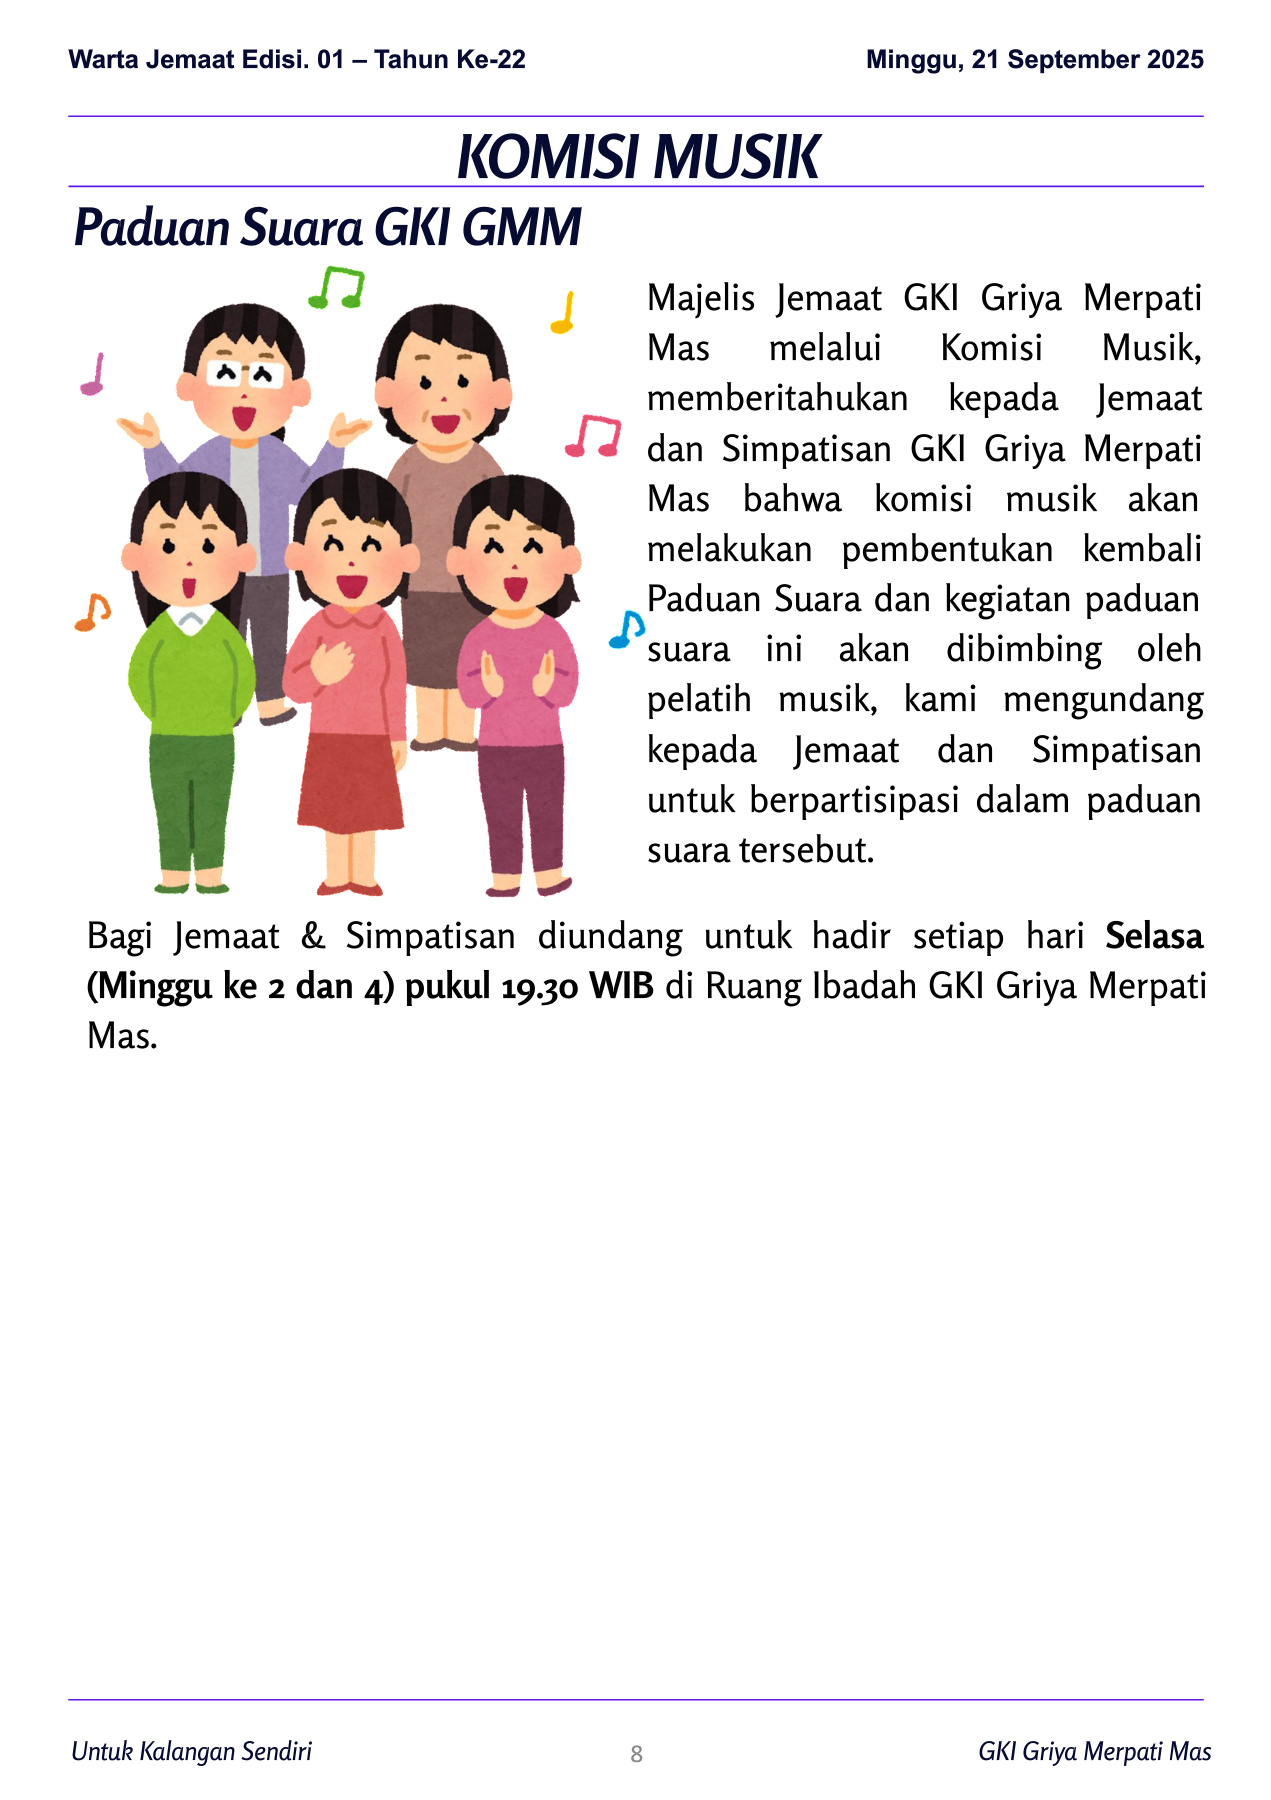 Warta Jemaat Edisi. 01 – Tahun Ke-22
Minggu, 21 September 2025
KOMISI MUSIK
Paduan Suara GKI GMM
Majelis Jemaat GKI Griya Merpati
Mas melalui Komisi Musik,
memberitahukan kepada Jemaat
dan Simpatisan GKI Griya Merpati
Mas bahwa komisi musik akan
melakukan pembentukan kembali
Paduan Suara dan kegiatan paduan
suara ini akan dibimbing oleh
pelatih musik, kami mengundang
kepada Jemaat dan Simpatisan
untuk berpartisipasi dalam paduan
suara tersebut.
Bagi Jemaat & Simpatisan diundang untuk hadir setiap hari Selasa
(Minggu ke 2 dan 4) pukul 19.30 WIB di Ruang Ibadah GKI Griya Merpati
Mas.
Untuk Kalangan Sendiri
8
GKI Griya Merpati Mas